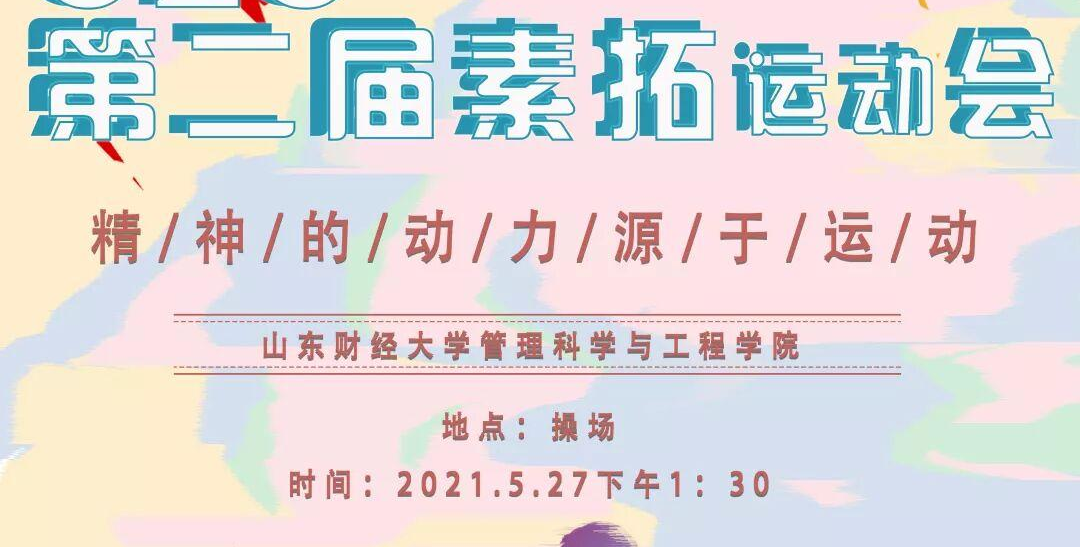 第二届素拓运动会
精/神/的/动/力/源/于/运/动
山东财经大学管理科学与工程学院
地点：操场
时间：2021.5.27下午1：30